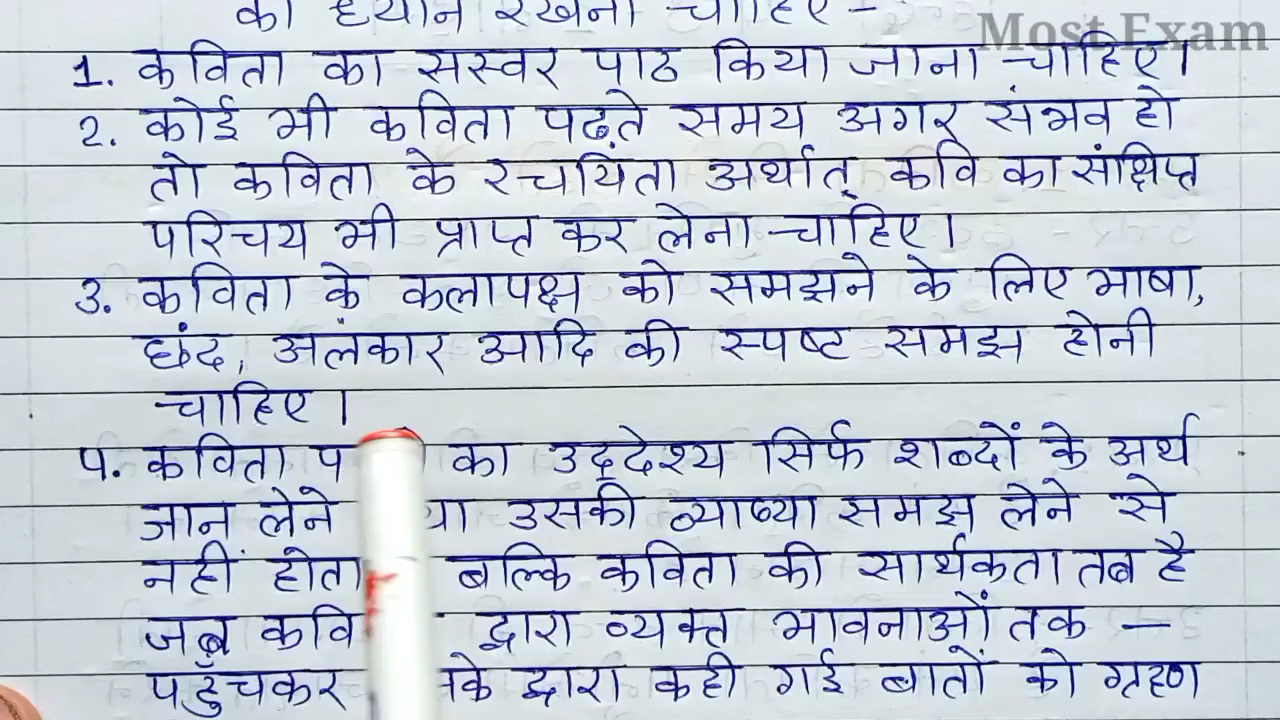 का ध्यान रखना चाहिए -
Most Exam
1. कविता का सस्वर पाठ किया जाना चाहिए।
2. कोई भी कविता पढ़ते समय अगर संभव हो
तो कविता के रचयिता अर्थात् कवि का संक्षिप्त
परिचय भी प्राप्त कर लेना चाहिए।
3. कविता के कलापक्ष को समझने के लिए भाषा,
छंद, अलंकार आदि की स्पष्ट समझ होनी
चाहिए।
4. कविता का उद्देश्य सिर्फ शब्दों के अर्थ
जान लेने या उसकी व्याख्या समझ लेने से
नहीं होता बल्कि कविता की सार्थकता तब है
जब द्वारा व्यक्त भावनाओं तक -
पहुँचकर द्वारा कही गई बातों को ग्रहण